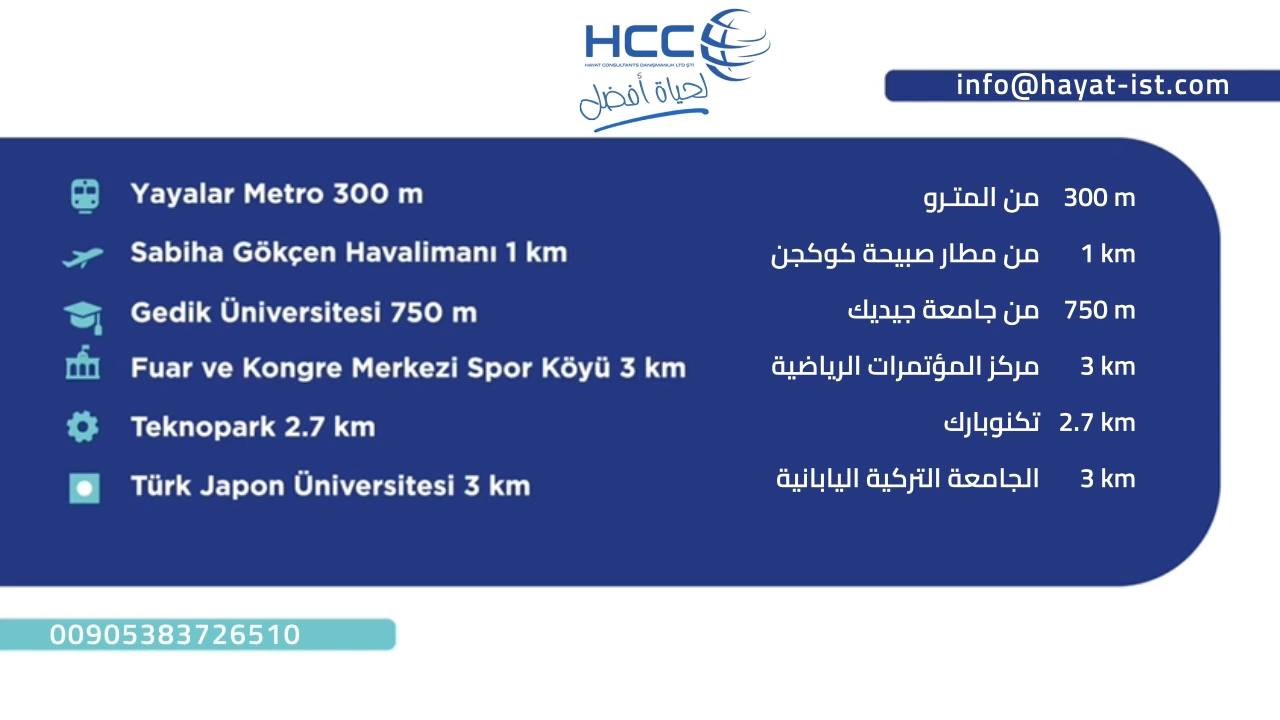 HCC
HAYAT CONSULTANTS DANIŞMANLIK LTD ŞTİ
لحياة أفضل
info@hayat-ist.com
Yayalar Metro 300 m
300 m من المتـرو
Sabiha Gökçen Havalimanı 1 km
1 km من مطار صبيحة كوكجن
Gedik Üniversitesi 750 m
750 m من جامعة جيديك
Fuar ve Kongre Merkezi Spor Köyü 3 km
3 km مركز المؤتمرات الرياضية
Teknopark 2.7 km
2.7 km تكنوبارك
Türk Japon Üniversitesi 3 km
3 km الجامعة التركية اليابانية
00905383726510